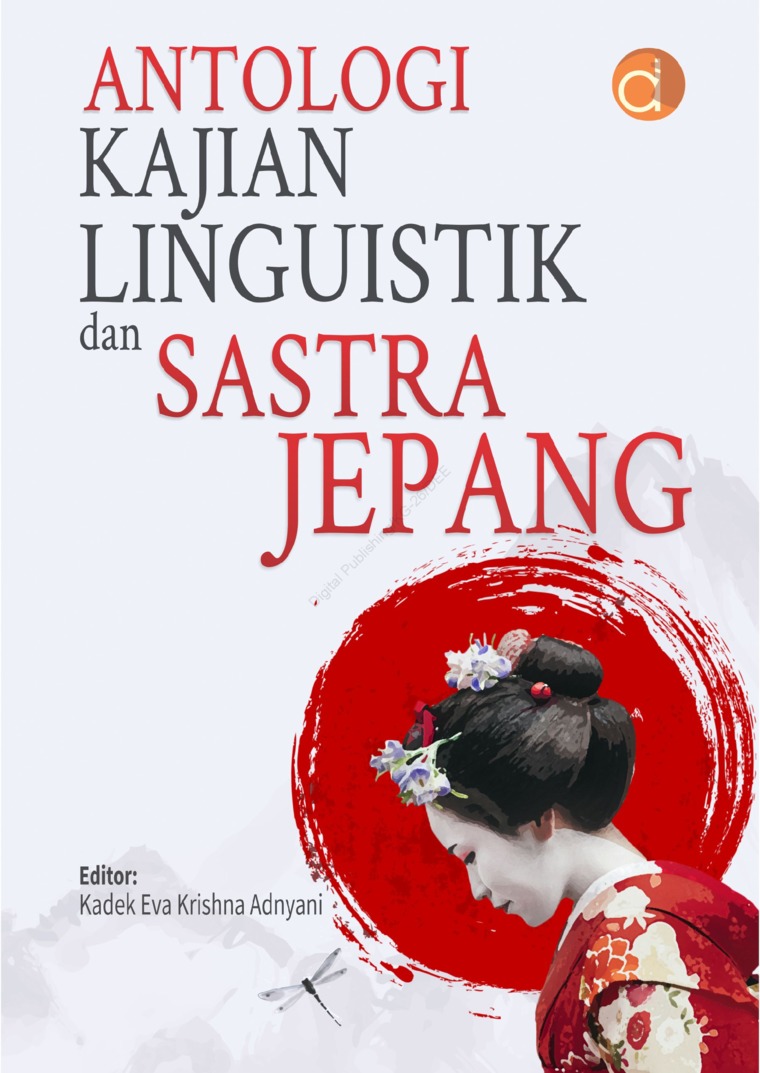 ANTOLOGI
KAJIAN
LINGUISTIK
dan
SASTRA
JEPANG
Editor:
Kadek Eva Krishna Adnyani